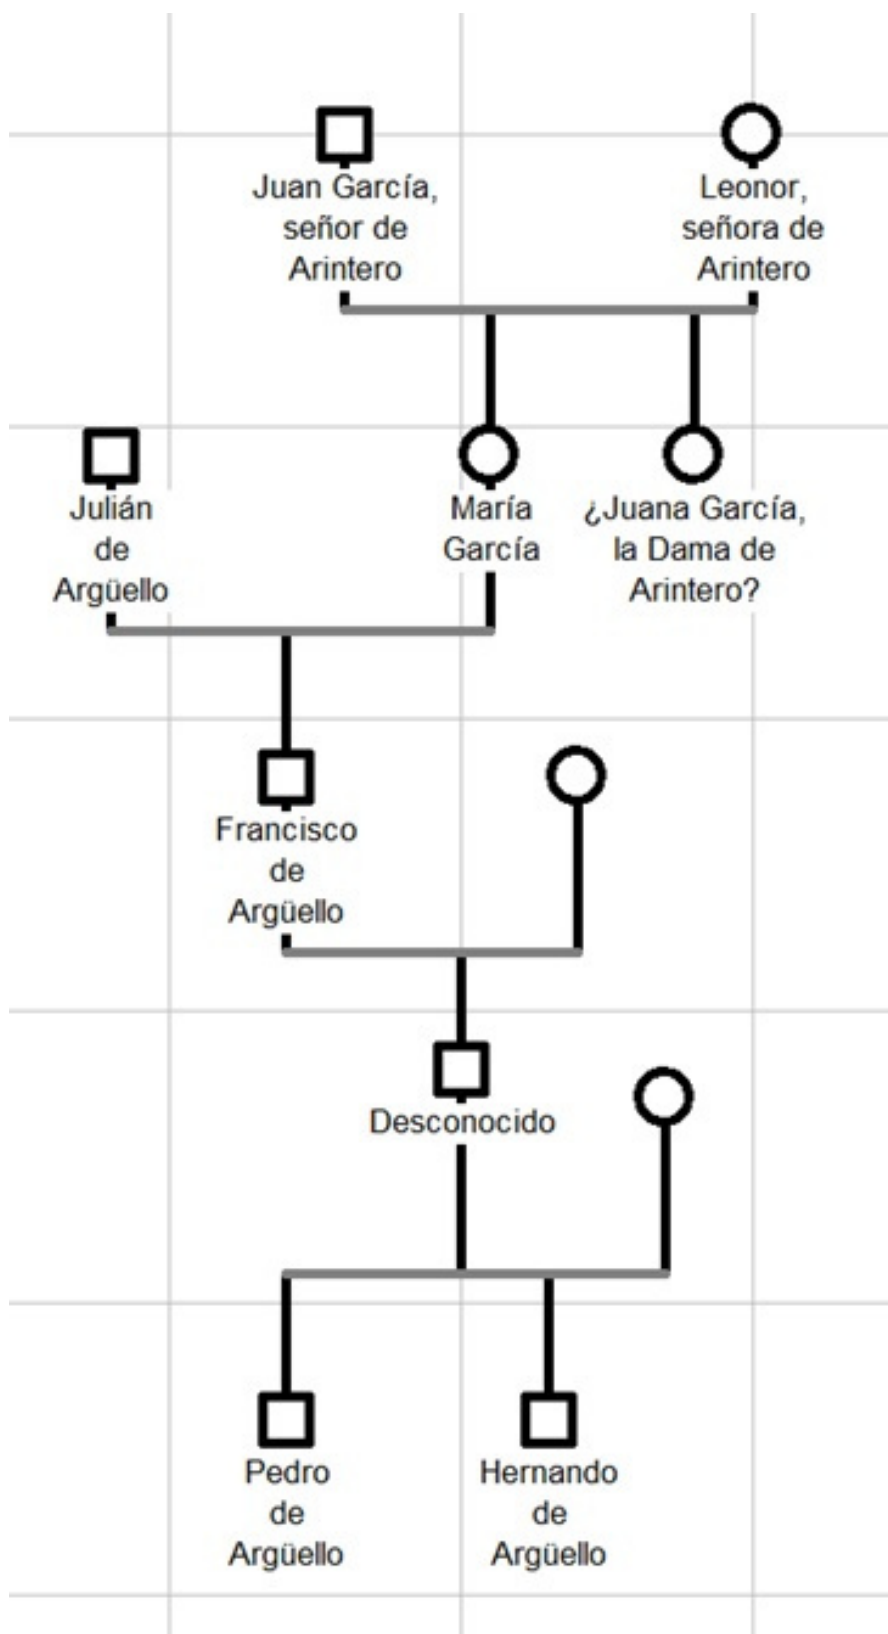 Juan García,
señor de
Arintero
Leonor,
señora de
Arintero
Julián
de
Argüello
María
García
¿Juana García,
la Dama de
Arintero?
Francisco
de
Argüello
Desconocido
Pedro
de
Argüello
Hernando
de
Argüello